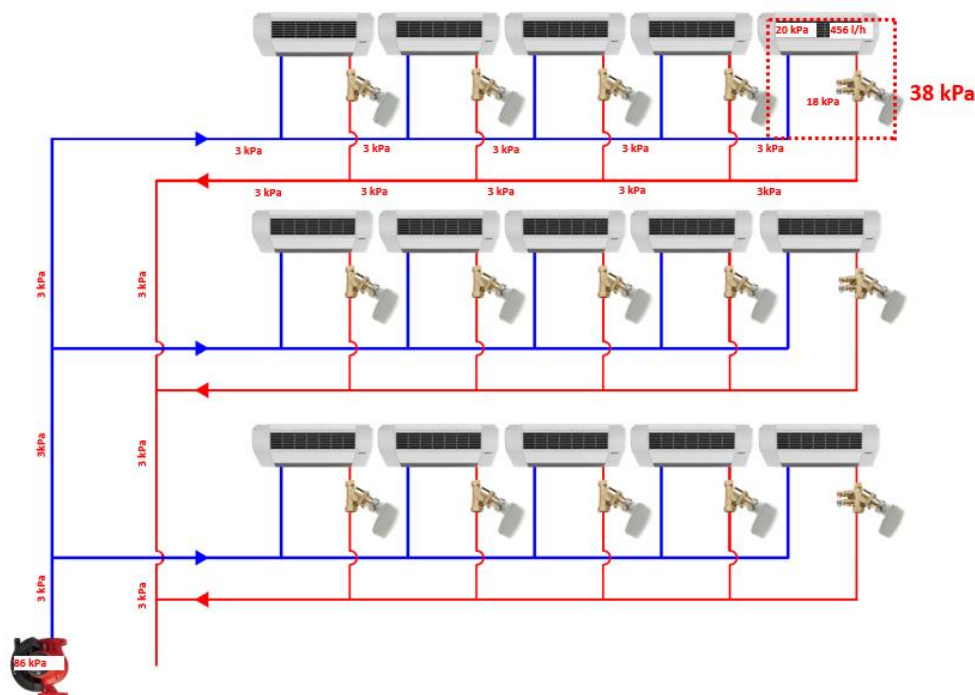 20 kPa 456 l/h
38 kPa
18 kPa
3 kPa 3 kPa 3 kPa 3 kPa 3 kPa
3 kPa 3 kPa 3 kPa 3 kPa 3kPa
3 kPa 3 kPa
3kPa 3 kPa
3 kPa 3 kPa
86 kPa